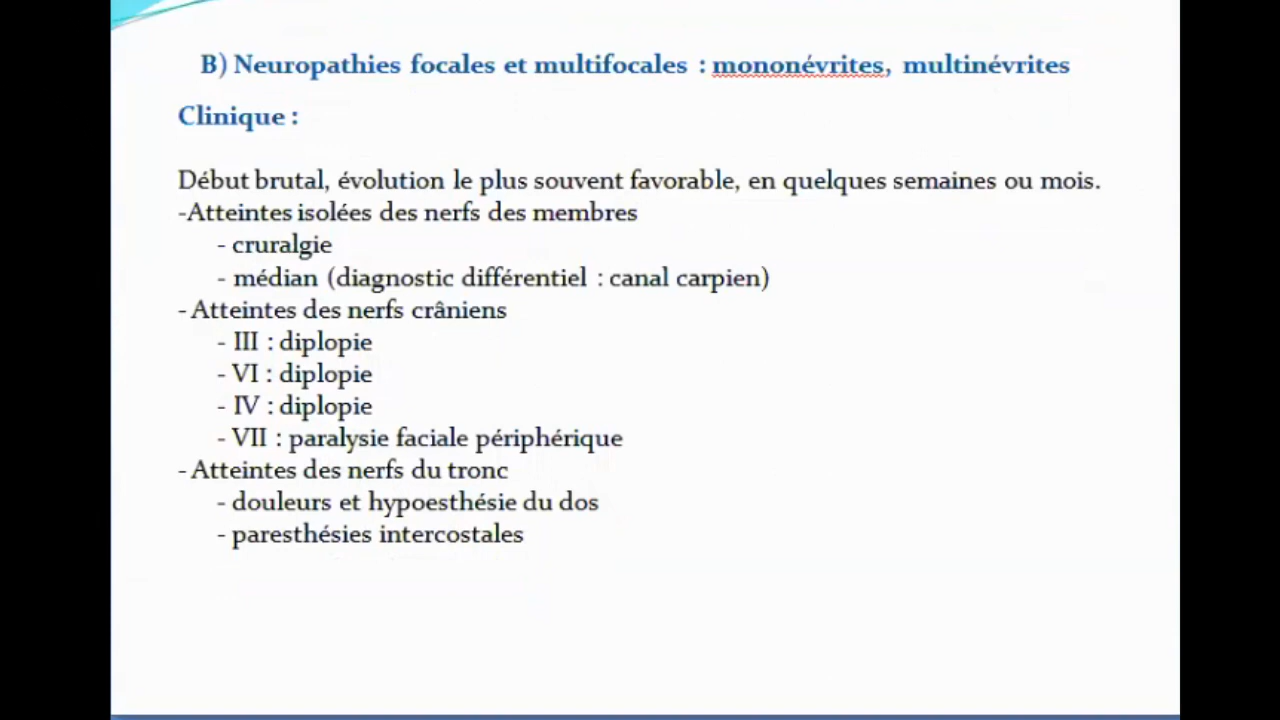 B) Neuropathies focales et multifocales : mononévrites, multinévrites
Clinique :
Début brutal, évolution le plus souvent favorable, en quelques semaines ou mois.
-Atteintes isolées des nerfs des membres
- cruralgie
- médian (diagnostic différentiel : canal carpien)
- Atteintes des nerfs crâniens
- III : diplopie
- VI : diplopie
- IV : diplopie
- VII : paralysie faciale périphérique
- Atteintes des nerfs du tronc
- douleurs et hypoesthésie du dos
- paresthésies intercostales